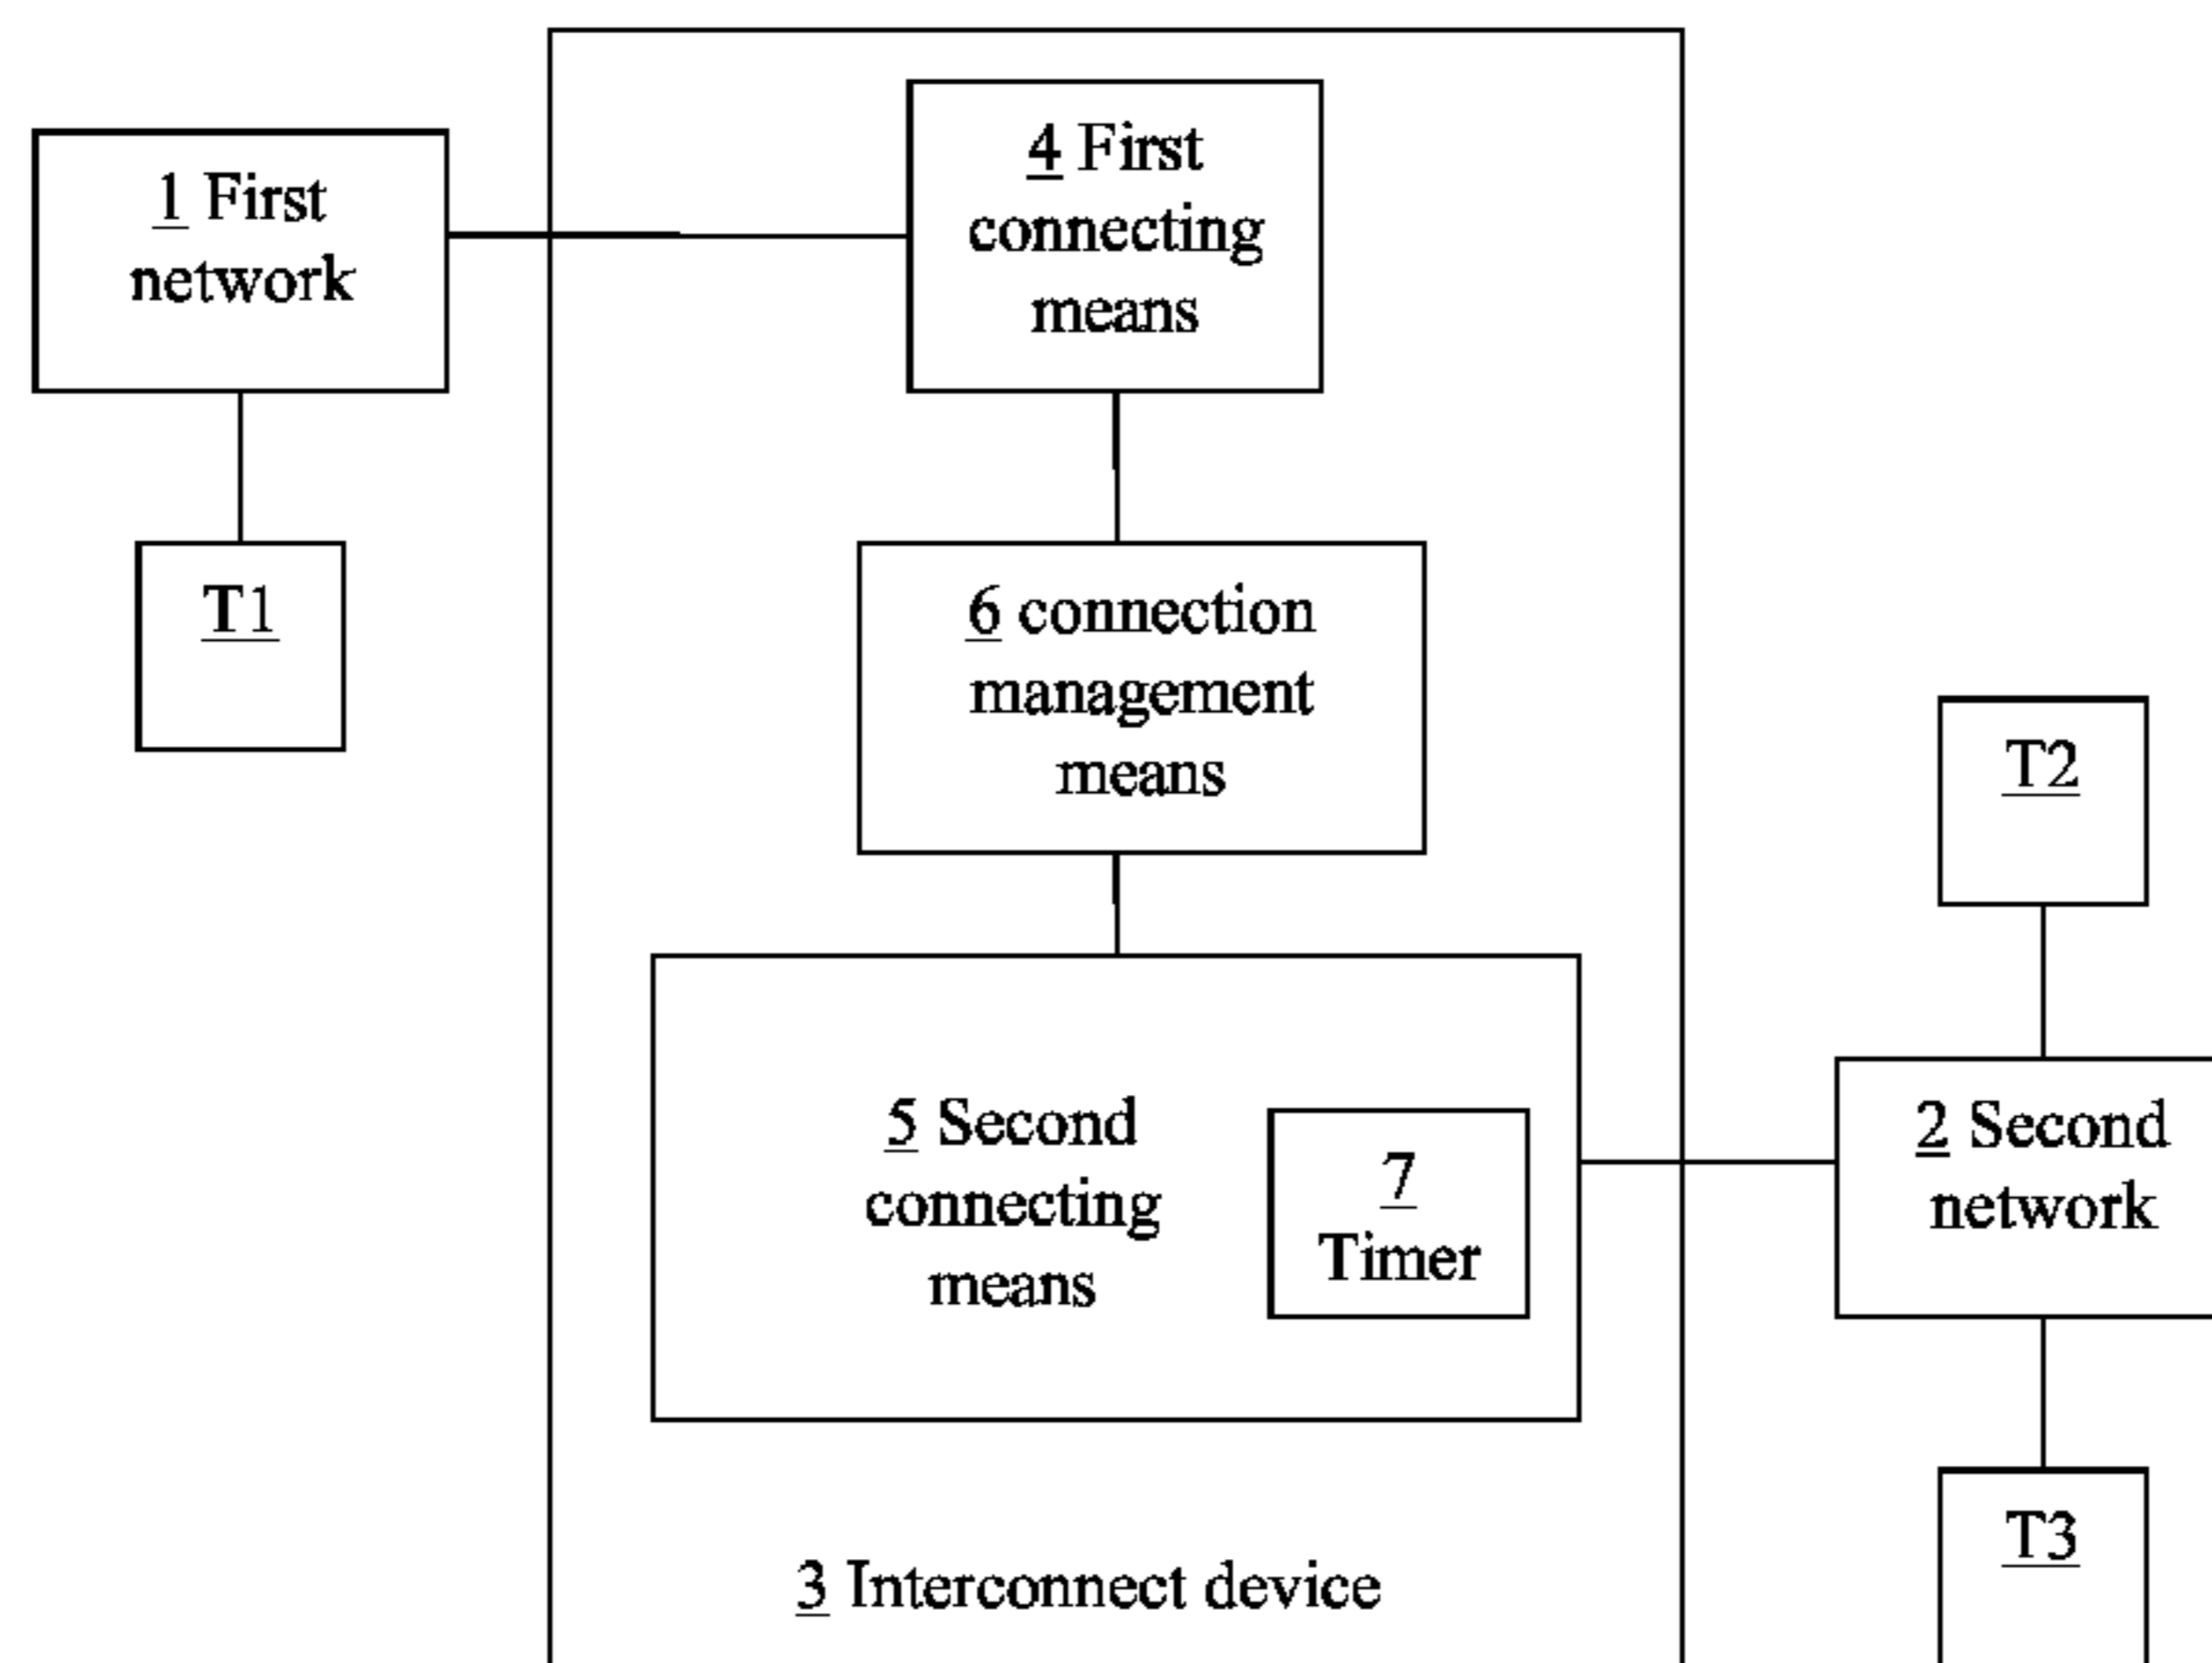 1 First
network
T1
4 First
connecting
means
6 connection
management
means
5 Second
connecting
means
7
Timer
3 Interconnect device
T2
2 Second
network
T3